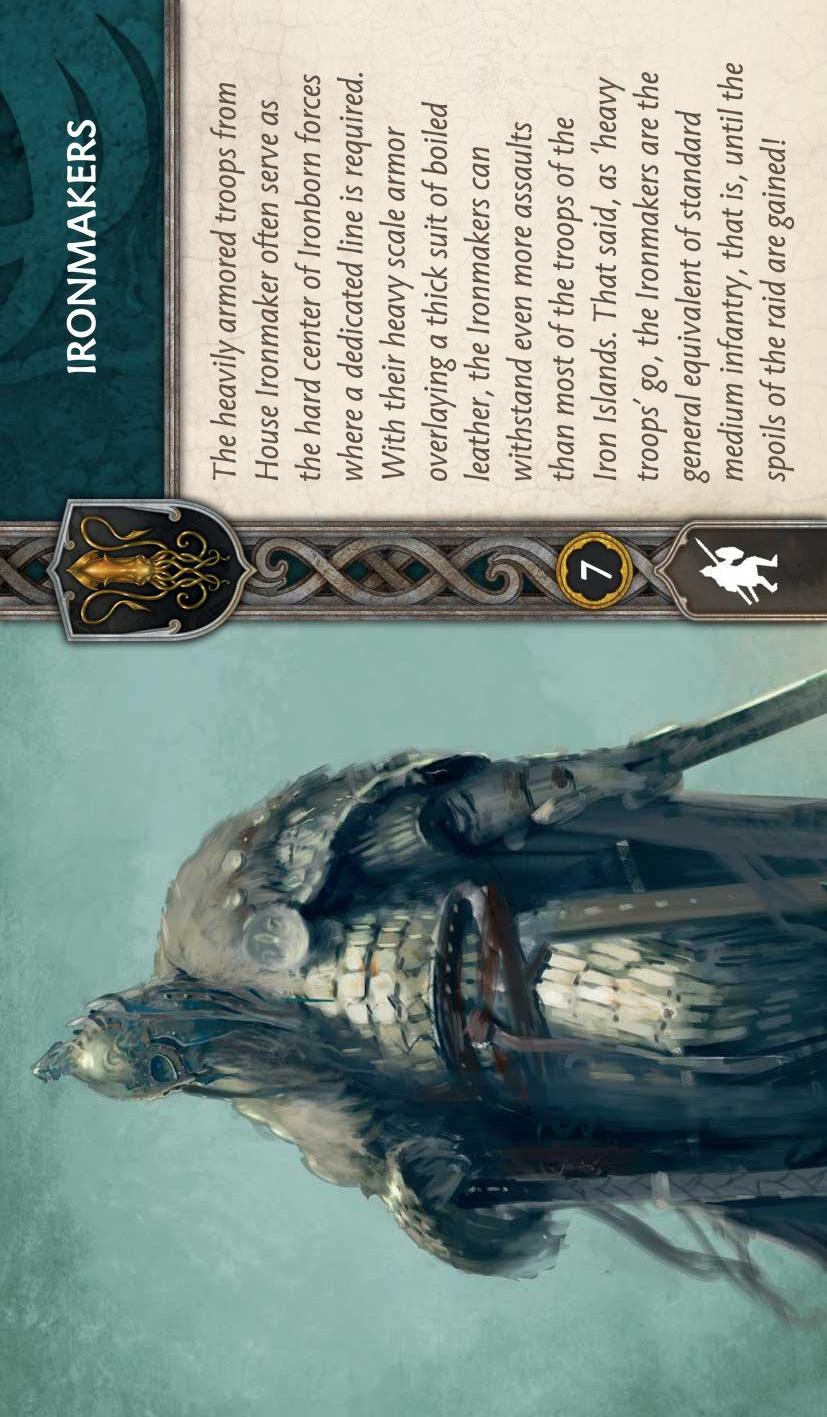 IRONMAKERS
The heavily armored troops from
House Ironmaker often serve as
the hard center of Ironborn forces
where a dedicated line is required.
With their heavy scale armor
overlaying a thick suit of boiled
leather, the Ironmakers can
withstand even more assaults
than most of the troops of the
Iron Islands. That said, as ‘heavy
troops’ go, the Ironmakers are the
general equivalent of standard
medium infantry, that is, until the
spoils of the raid are gained!
7